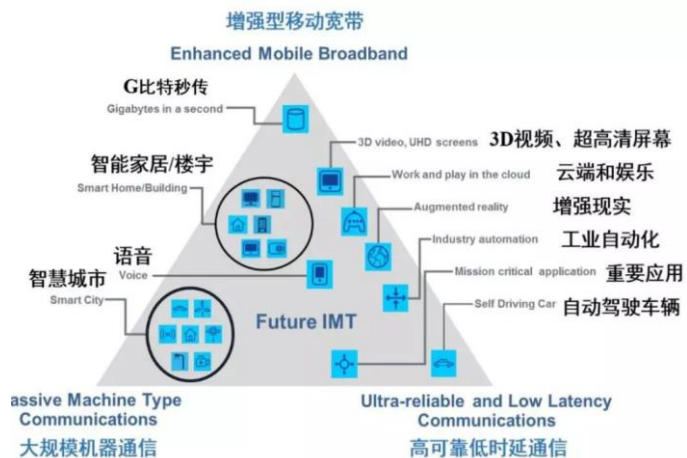 增强型移动宽带
Enhanced Mobile Broadband
G比特秒传
Gigabytes in a second
3D video, UHD screens
3D视频、超高清屏幕
智能家居/楼宇
Smart Home/Building
Work and play in the cloud
云端和娱乐
Augmented reality
增强现实
Industry automation
工业自动化
语音
Voice
Mission critical application
重要应用
智慧城市
Smart City
Self Driving Car
自动驾驶车辆
Future IMT
assive Machine Type
Communications
大规模机器通信
Ultra-reliable and Low Latency
Communications
高可靠低时延通信